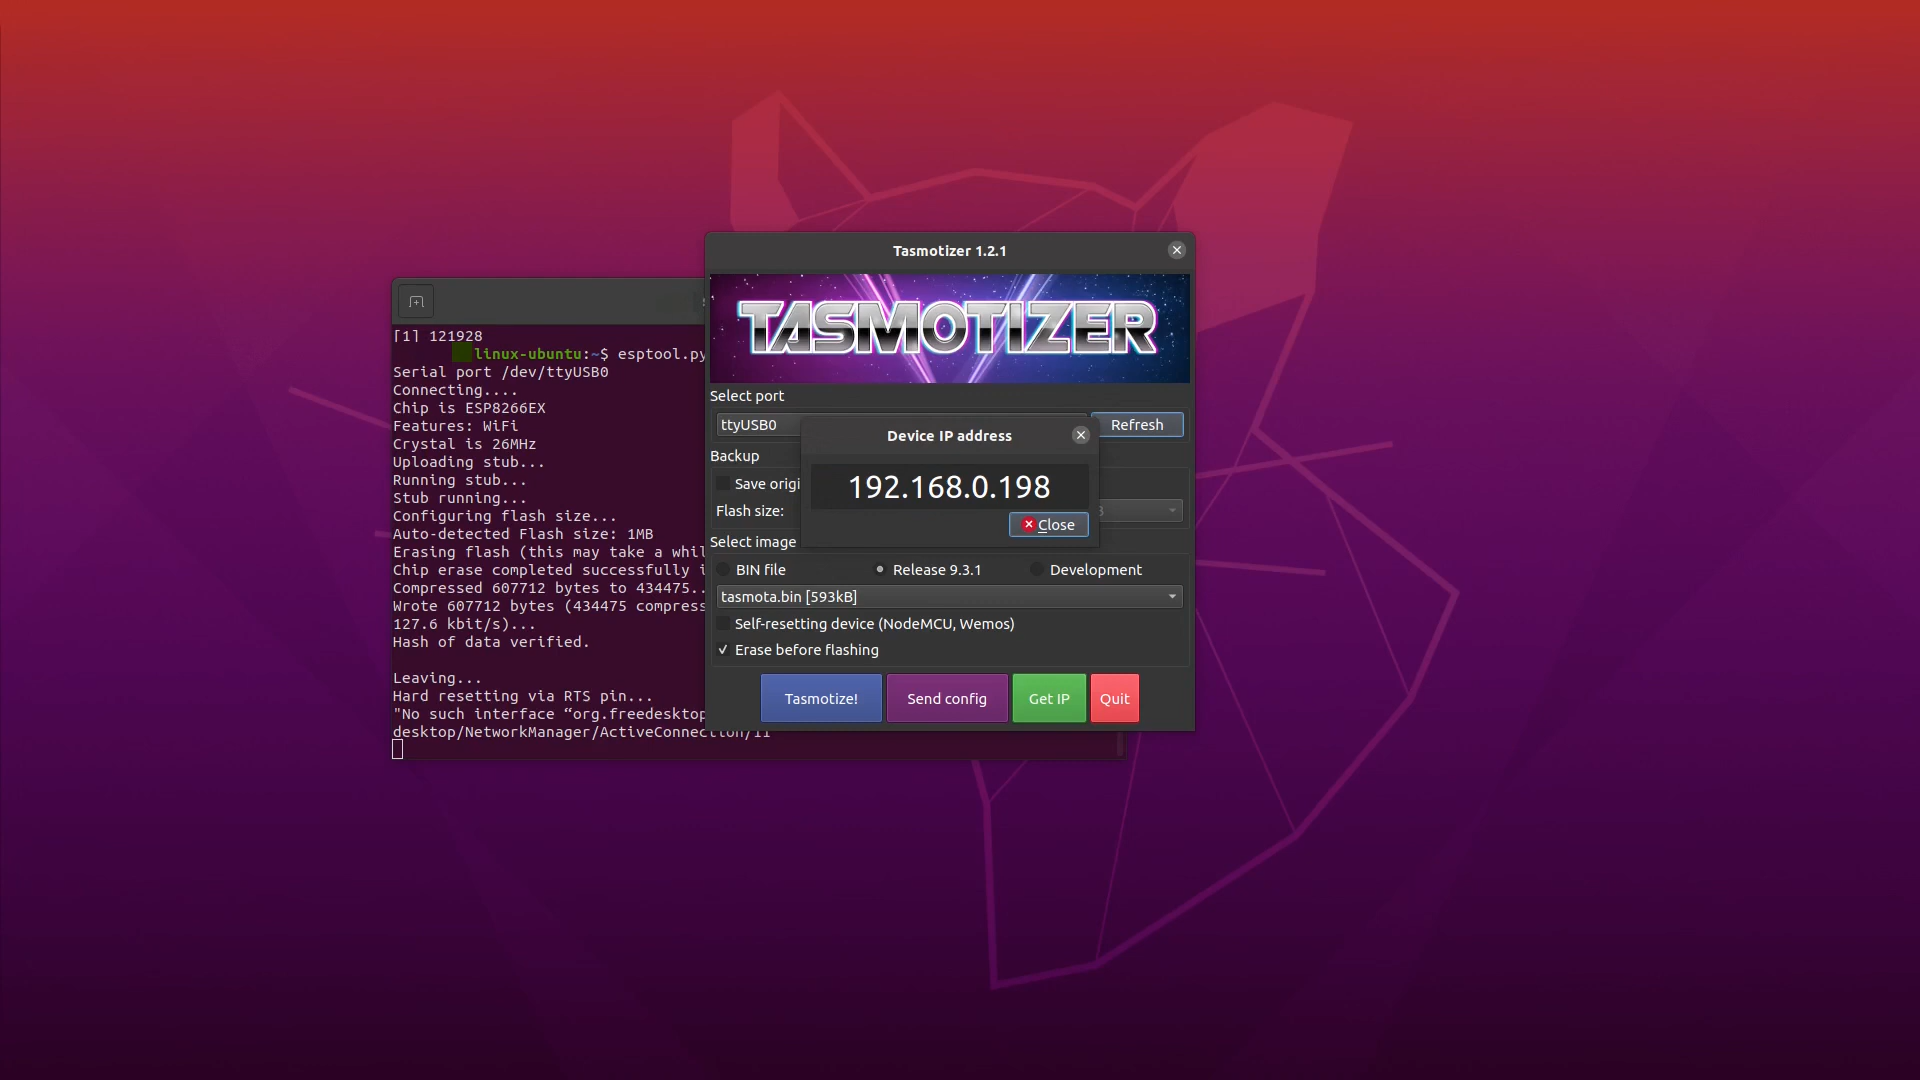 [1] 121928
linux-ubuntu:~$ esptool.py
Serial port /dev/ttyUSB0
Connecting....
Chip is ESP8266EX
Features: WiFi
Crystal is 26MHz
Uploading stub...
Running stub...
Stub running...
Configuring flash size...
Auto-detected Flash size: 1MB
Erasing flash (this may take a
Chip erase completed successfully
Compressed 607712 bytes to 434475..
Wrote 607712 bytes (434475
127.6 kbit/s)...
Hash of data verified.
Leaving...
Hard resetting via RTS pin...
"No such interface “org.freedesktop
desktop/NetworkManager/ActiveConnection/11
Tasmotizer 1.2.1
TASMOTIZER
Select port
ttyUSB0
Refresh
Backup
Save
Flash size:
Device IP address
192.168.0.198
Close
Select image
BIN file
Release 9.3.1
Development
tasmota.bin [593kB]
Self-resetting device (NodeMCU, Wemos)
Erase before flashing
Tasmotize!
Send config
Get IP
Quit